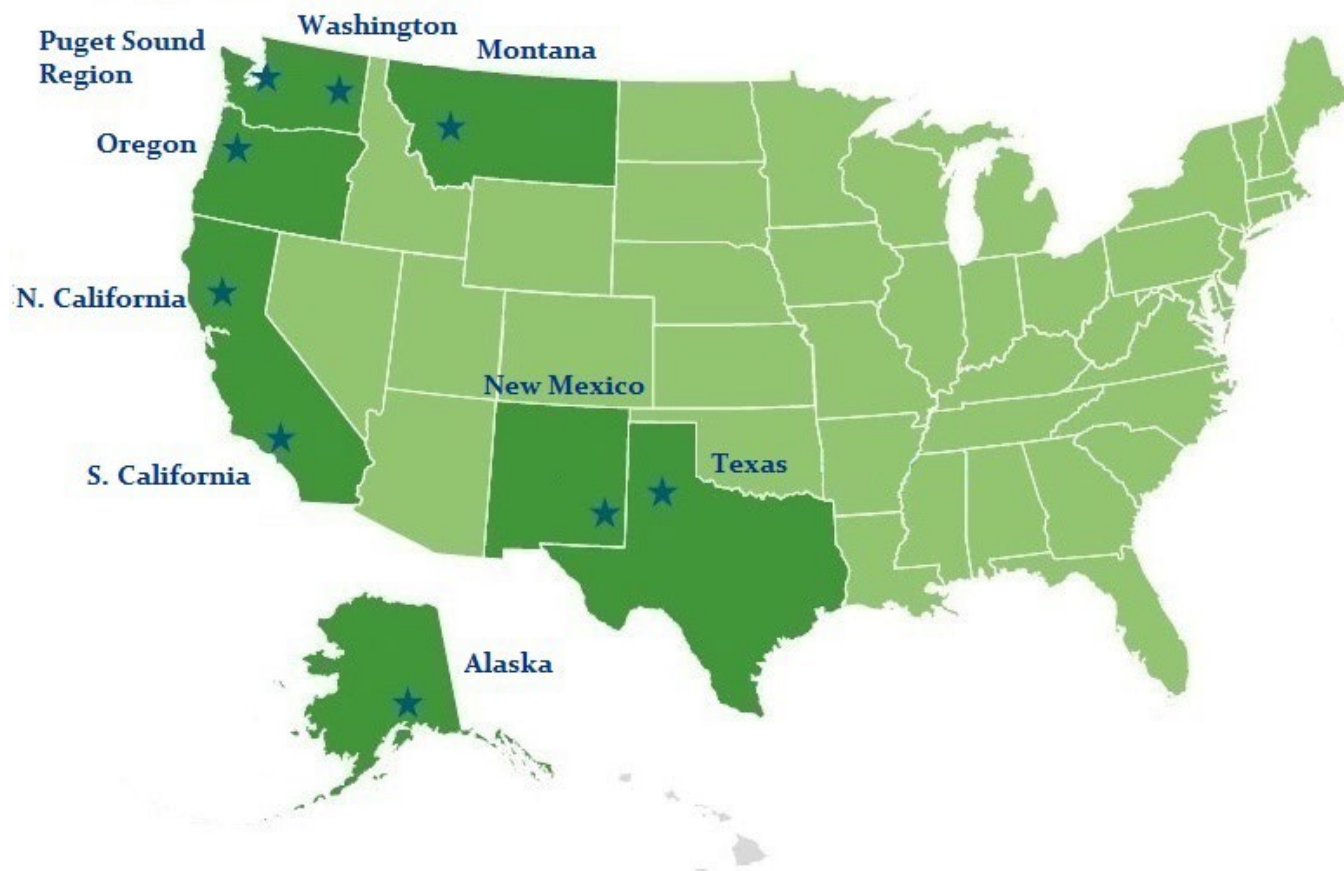 Washington
Puget Sound
Region
Montana
Oregon
N. California
New Mexico
Texas
S. California
Alaska